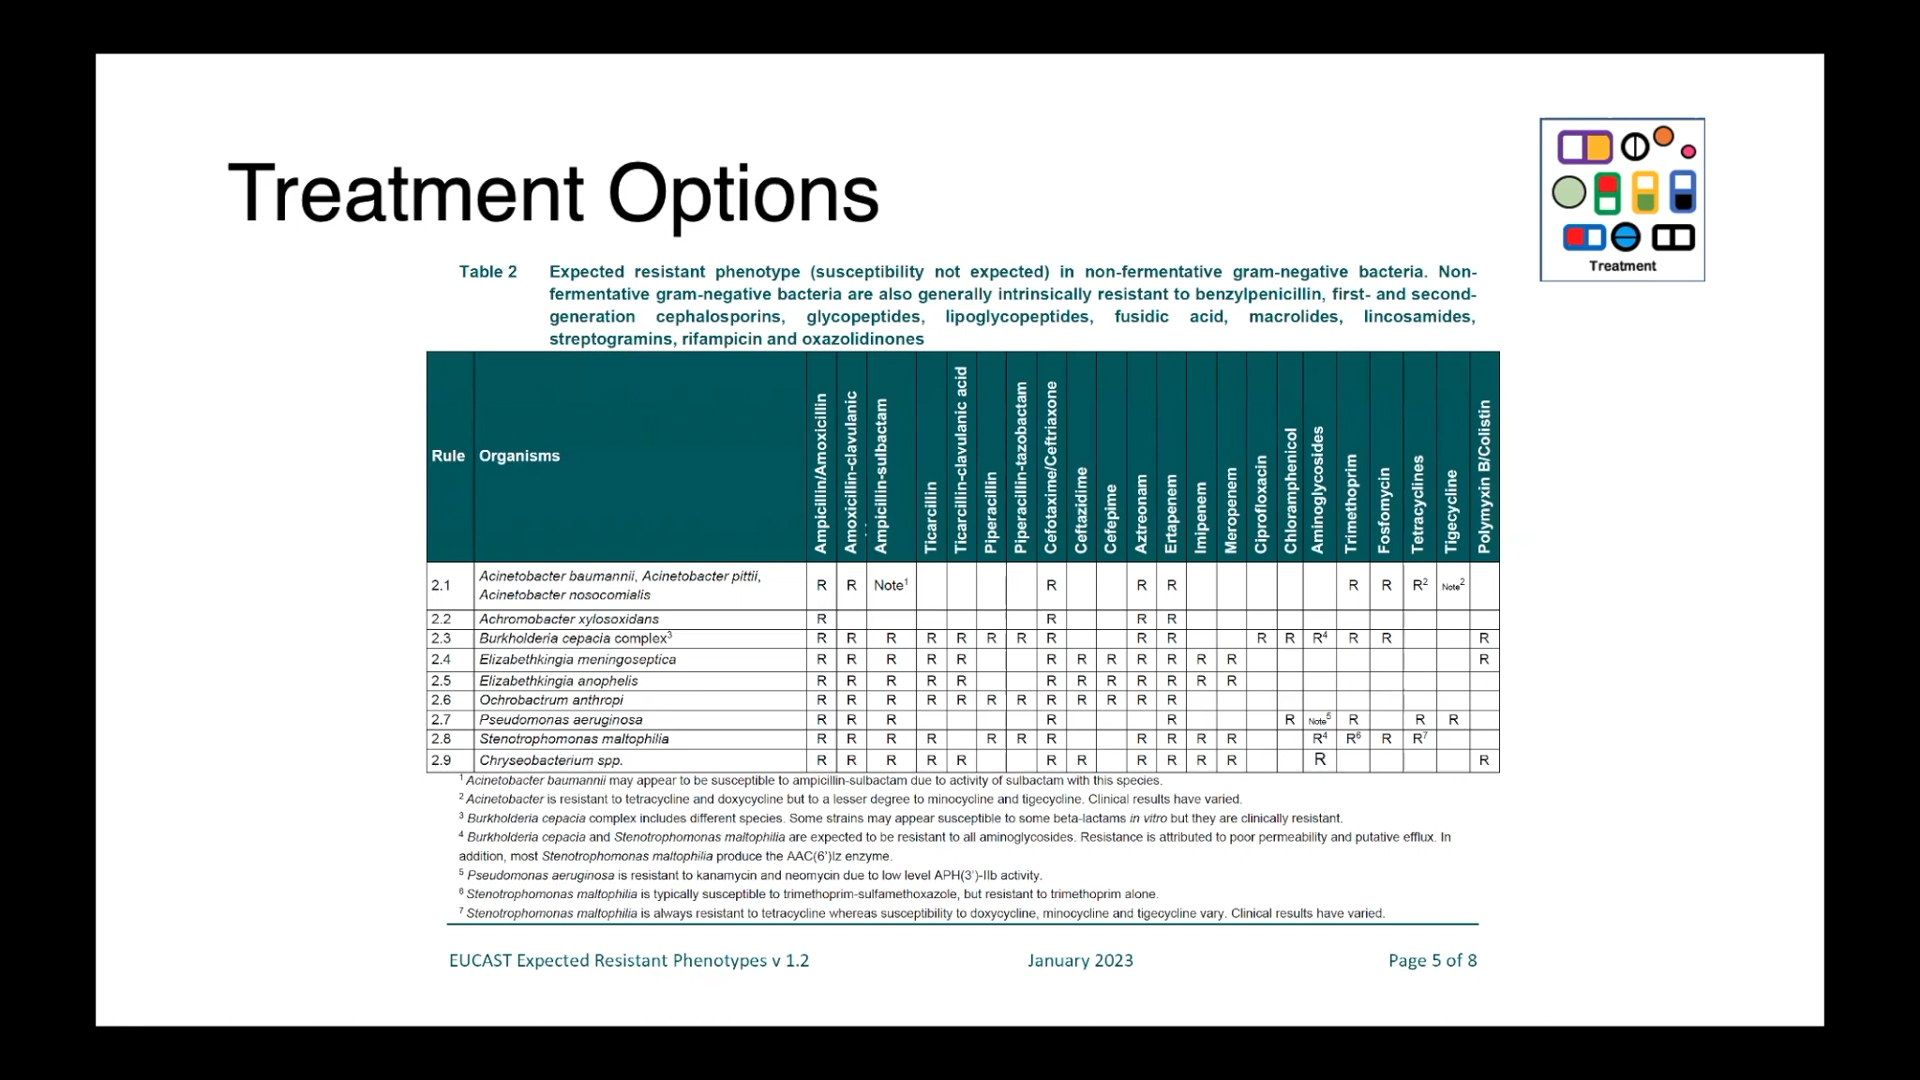 Treatment Options
Treatment
Table 2 Expected resistant phenotype (susceptibility not expected) in non-fermentative gram-negative bacteria. Non-
fermentative gram-negative bacteria are also generally intrinsically resistant to benzylpenicillin, first- and second-
generation cephalosporins, glycopeptides, lipoglycopeptides, fusidic acid, macrolides, lincosamides,
streptogramins, rifampicin and oxazolidinones
Rule Organisms Ampicillin/Amoxicillin Amoxicillin-clavulanic Ampicillin-sulbactam Ticarcillin Ticarcillin-clavulanic acid Piperacillin Piperacillin-tazobactam Cefotaxime/Ceftriaxone Ceftazidime Cefepime Aztreonam Ertapenem Imipenem Meropenem Ciprofloxacin Chloramphenicol Aminoglycosides Trimethoprim Fosfomycin Tetracyclines Tigecycline Polymyxin B/Colistin
2.1 Acinetobacter baumannii, Acinetobacter pittii,
Acinetobacter nosocomialis R R Note¹ R R R R R R² Note²
2.2 Achromobacter xylosoxidans R R R R
2.3 Burkholderia cepacia complex³ R R R R R R R R R R R R R⁴ R R R
2.4 Elizabethkingia meningoseptica R R R R R R R R R R R R R
2.5 Elizabethkingia anophelis R R R R R R R R R R R R
2.6 Ochrobactrum anthropi R R R R R R R R R R R R
2.7 Pseudomonas aeruginosa R R R R R R Note⁵ R R R
2.8 Stenotrophomonas maltophilia R R R R R R R R R R R R⁴ R⁶ R R⁷
2.9 Chryseobacterium spp. R R R R R R R R R R R R R
¹ Acinetobacter baumannii may appear to be susceptible to ampicillin-sulbactam due to activity of sulbactam with this species.
² Acinetobacter is resistant to tetracycline and doxycycline but to a lesser degree to minocycline and tigecycline. Clinical results have varied.
³ Burkholderia cepacia complex includes different species. Some strains may appear susceptible to some beta-lactams in vitro but they are clinically resistant.
⁴ Burkholderia cepacia and Stenotrophomonas maltophilia are expected to be resistant to all aminoglycosides. Resistance is attributed to poor permeability and putative efflux. In
addition, most Stenotrophomonas maltophilia produce the AAC(6')Iz enzyme.
⁵ Pseudomonas aeruginosa is resistant to kanamycin and neomycin due to low level APH(3')-IIb activity.
⁶ Stenotrophomonas maltophilia is typically susceptible to trimethoprim-sulfamethoxazole, but resistant to trimethoprim alone.
⁷ Stenotrophomonas maltophilia is always resistant to tetracycline whereas susceptibility to doxycycline, minocycline and tigecycline vary. Clinical results have varied.
EUCAST Expected Resistant Phenotypes v 1.2 January 2023 Page 5 of 8